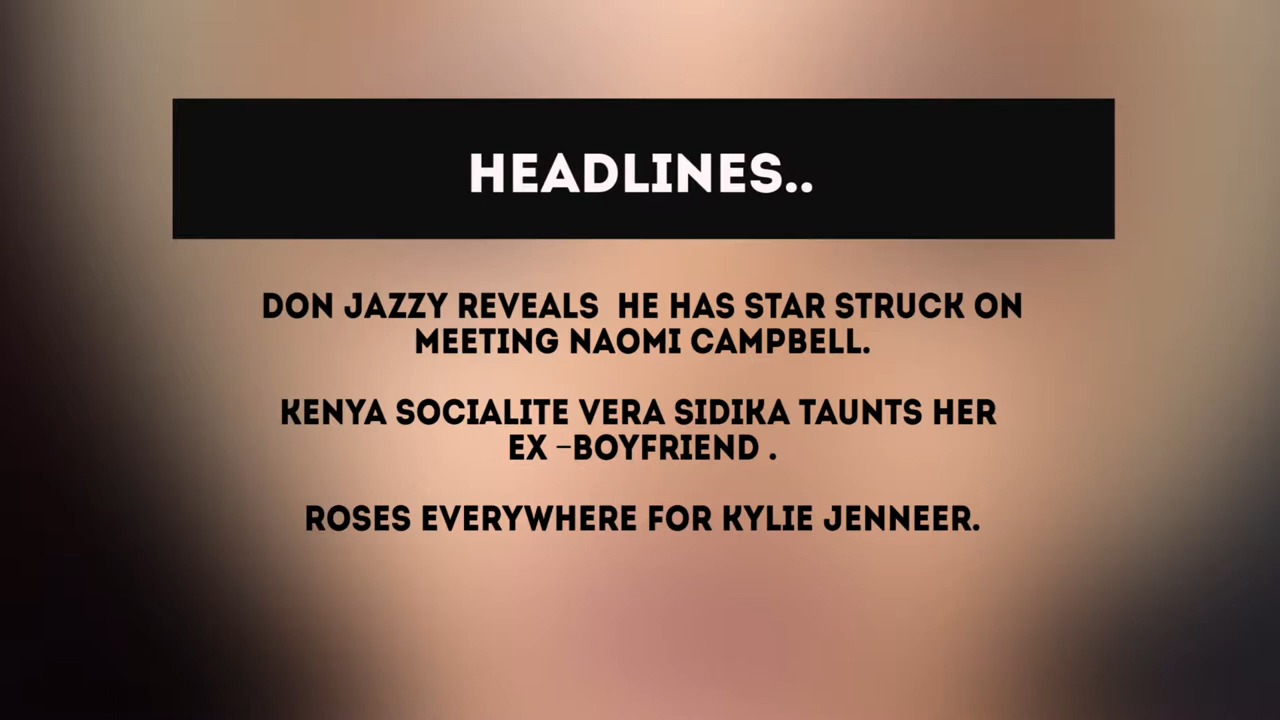 HEADLINES..
DON JAZZY REVEALS  HE HAS STAR STRUCK ON
MEETING NAOMI CAMPBELL.
KENYA SOCIALITE VERA SIDIKA TAUNTS HER
EX –BOYFRIEND .
ROSES EVERYWHERE FOR KYLIE JENNEER.